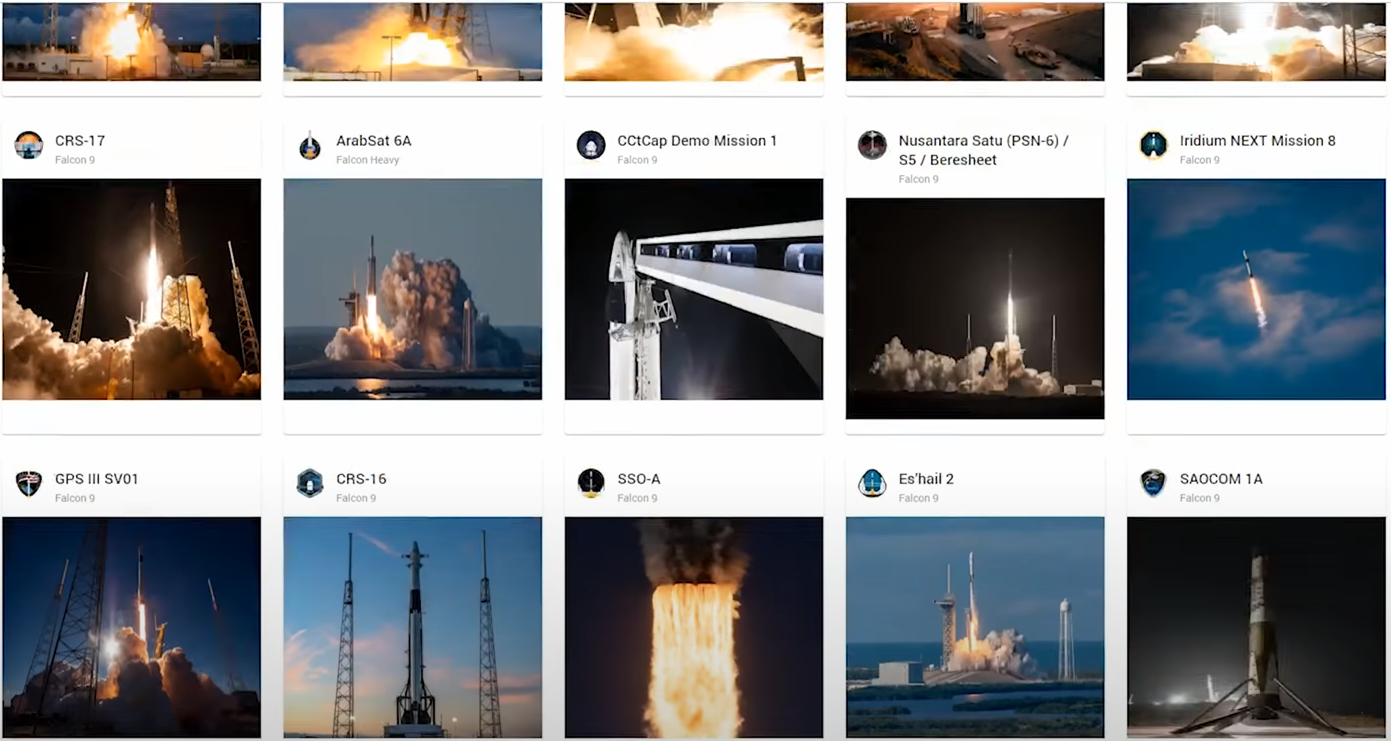 CRS-17
Falcon 9
ArabSat 6A
Falcon Heavy
CCtCap Demo Mission 1
Falcon 9
Nusantara Satu (PSN-6) /
S5 / Beresheet
Falcon 9
Iridium NEXT Mission 8
Falcon 9
GPS III SV01
Falcon 9
CRS-16
Falcon 9
SSO-A
Falcon 9
Es'hail 2
Falcon 9
SAOCOM 1A
Falcon 9